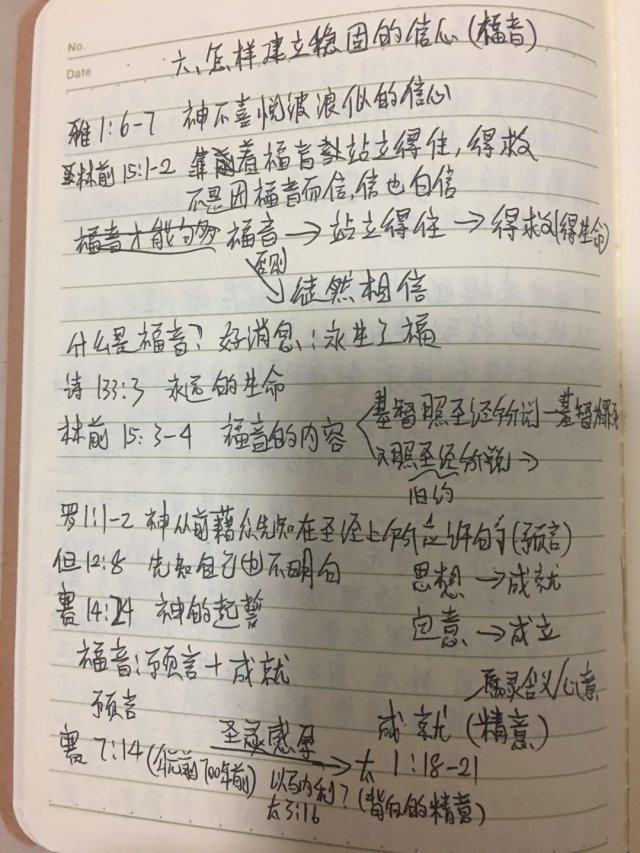 No.
Date
六、怎样建立稳固的信心(福音)
雅1:6-7 神不喜悦波浪似的信心
林前15:1-2 靠着福音站立得住,得救
不是因福音而信,信也白信
福音才能 福音→站立得住→得救(得生命)
否则
徒然相信
什么是福音?好消息:永生之福
诗133:3 永远的生命
林前15:3-4 福音的内容 基督照圣经所说—基督
又照圣经所说→
旧约
罗1:1-2 神从前藉众先知在圣经上所应许的(预言)
但12:8 先知自己也不明白 思想→成就
赛14:24 神的起誓 定意→成立
福音:预言+成就
属灵含义/心意
预言 圣灵感孕 成就(精意)
赛7:14(公元前700年前)→太1:18-21
以马内利?(背后的精意)
太3:16